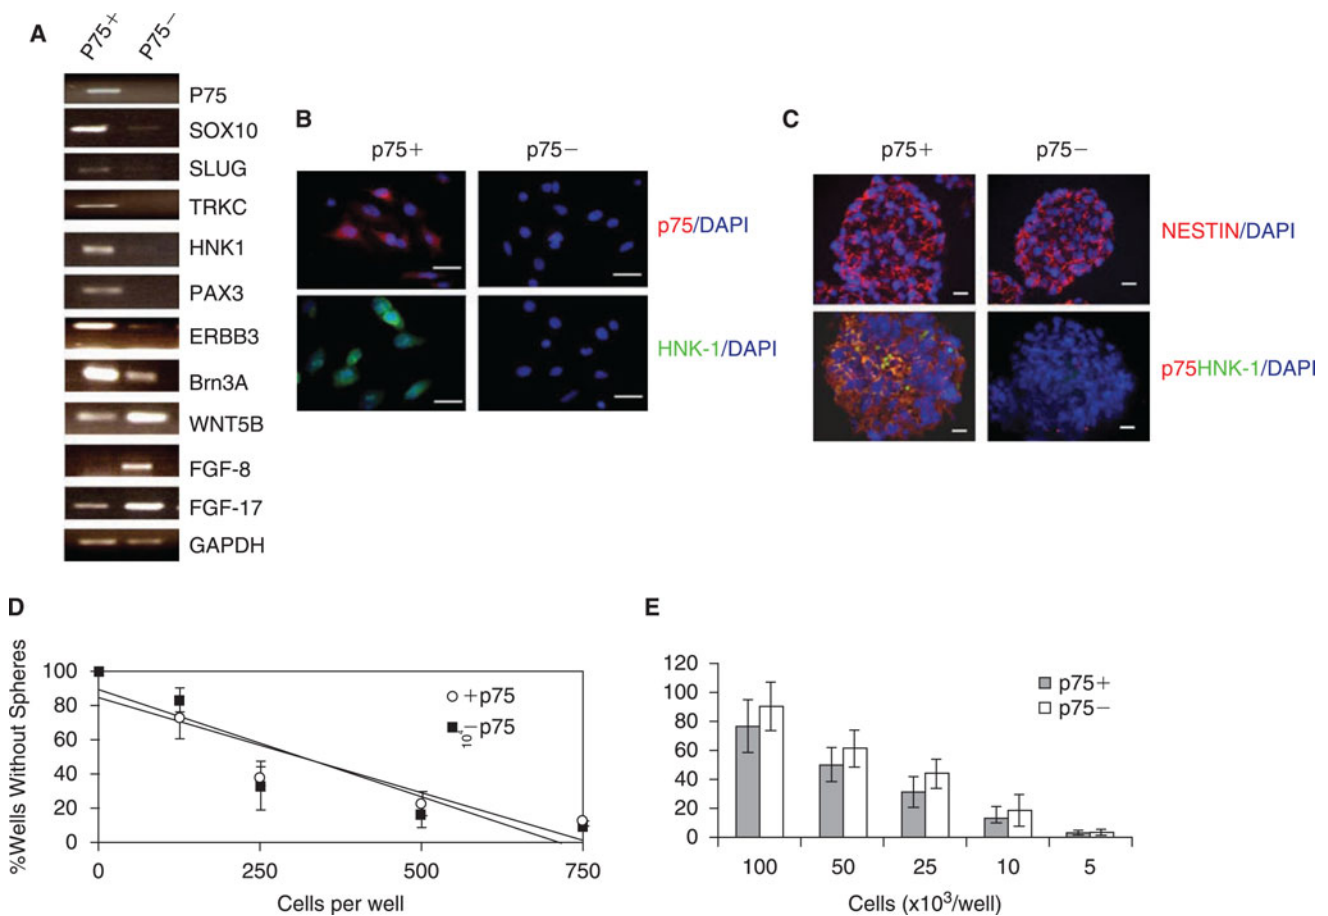 A
P75+ P75−
P75
SOX10
SLUG
TRKC
HNK1
PAX3
ERBB3
Brn3A
WNT5B
FGF-8
FGF-17
GAPDH
B
p75+ p75−
p75/DAPI
HNK-1/DAPI
C
p75+ p75−
NESTIN/DAPI
p75HNK-1/DAPI
D
%Wells Without Spheres
100
80
60
40
20
0
0 250 500 750
Cells per well
+p75
−p75
E
120
100
80
60
40
20
0
100 50 25 10 5
Cells (x10³/well)
p75+
p75−